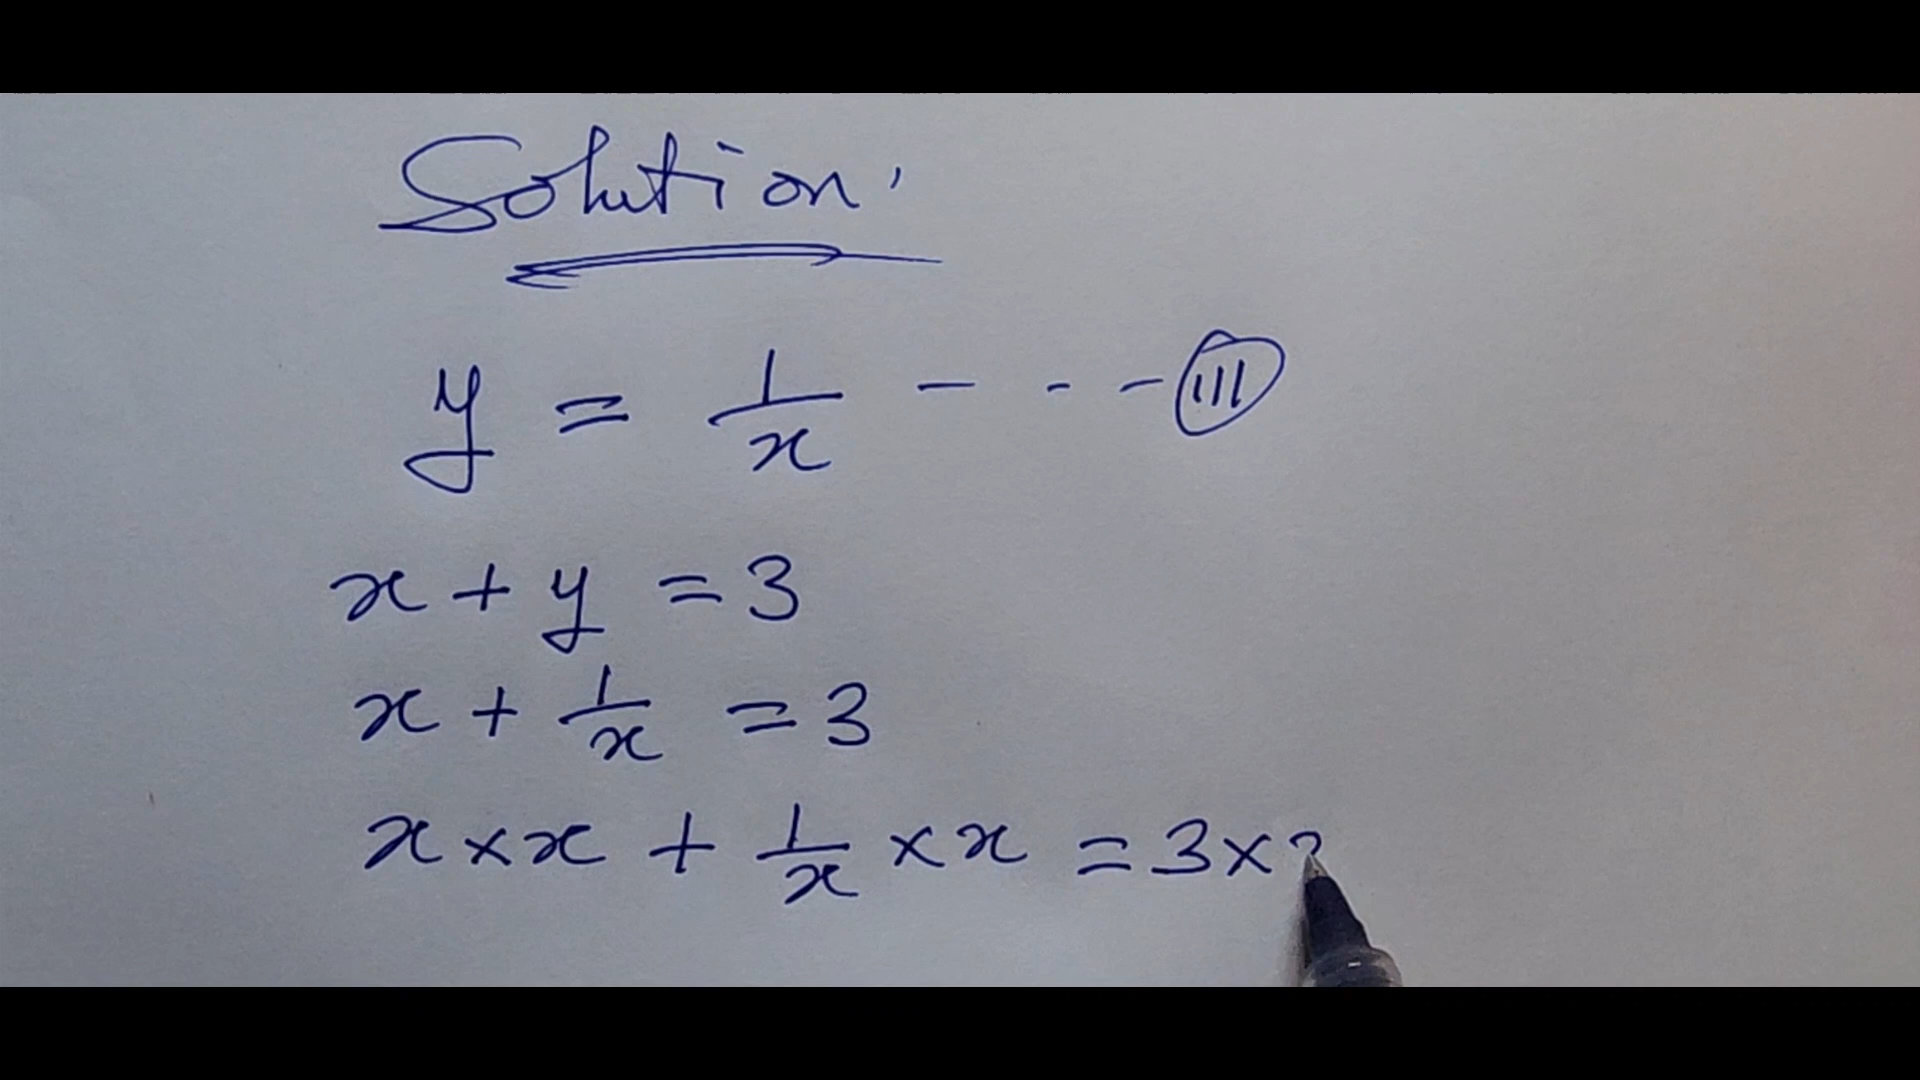 Solution.
y = 1/x - - - (III)
x + y = 3
x + 1/x = 3
x × x + 1/x × x = 3 ×